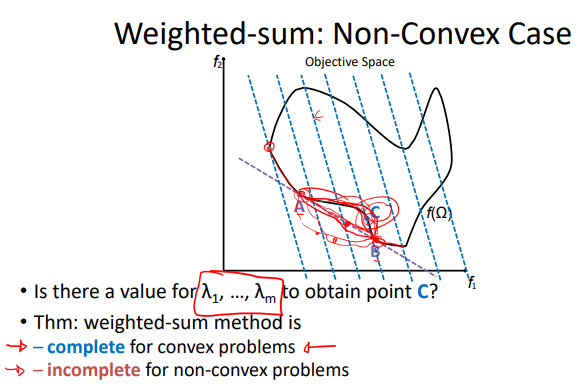 Weighted-sum: Non-Convex Case
f₂
Objective Space
A
C
f(Ω)
B
f₁
• Is there a value for λ₁, …, λₘ to obtain point C?
• Thm: weighted-sum method is
– complete for convex problems
– incomplete for non-convex problems